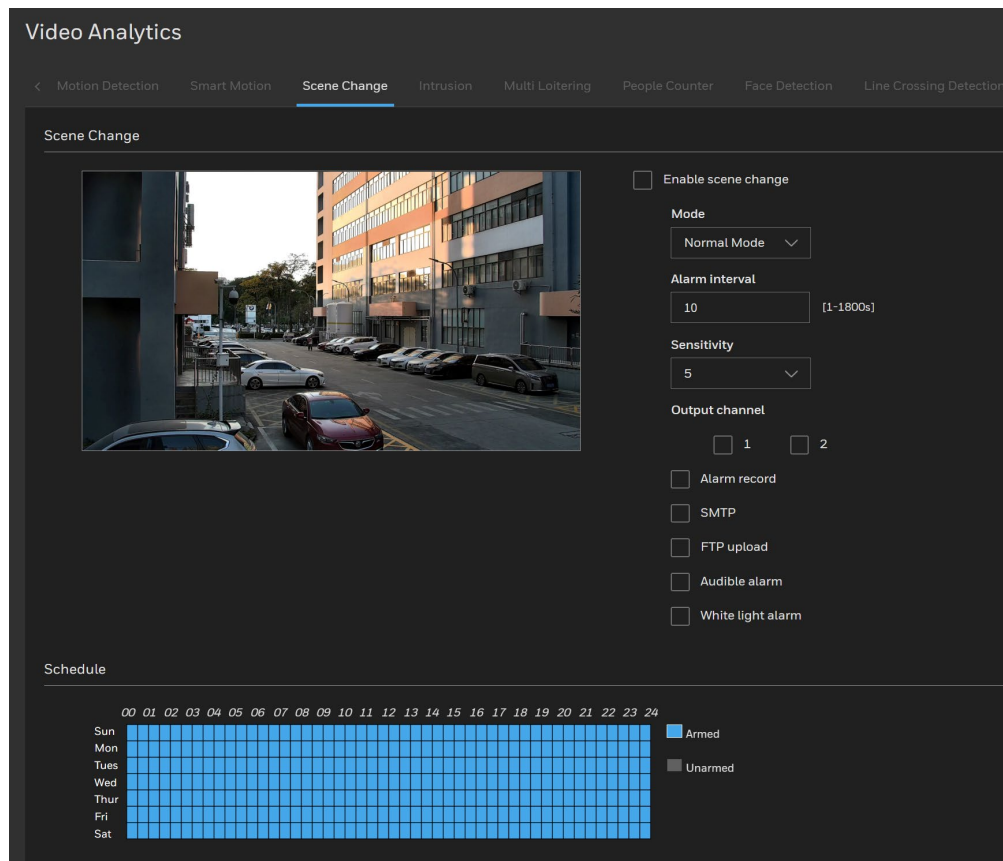 Video Analytics
< Motion Detection Smart Motion Scene Change Intrusion Multi Loitering People Counter Face Detection Line Crossing Detection
Scene Change
Enable scene change
Mode
Normal Mode
Alarm interval
10 [1-1800s]
Sensitivity
5
Output channel
1 2
Alarm record
SMTP
FTP upload
Audible alarm
White light alarm
Schedule
00 01 02 03 04 05 06 07 08 09 10 11 12 13 14 15 16 17 18 19 20 21 22 23 24
Sun
Armed
Mon
Tues
Unarmed
Wed
Thur
Fri
Sat